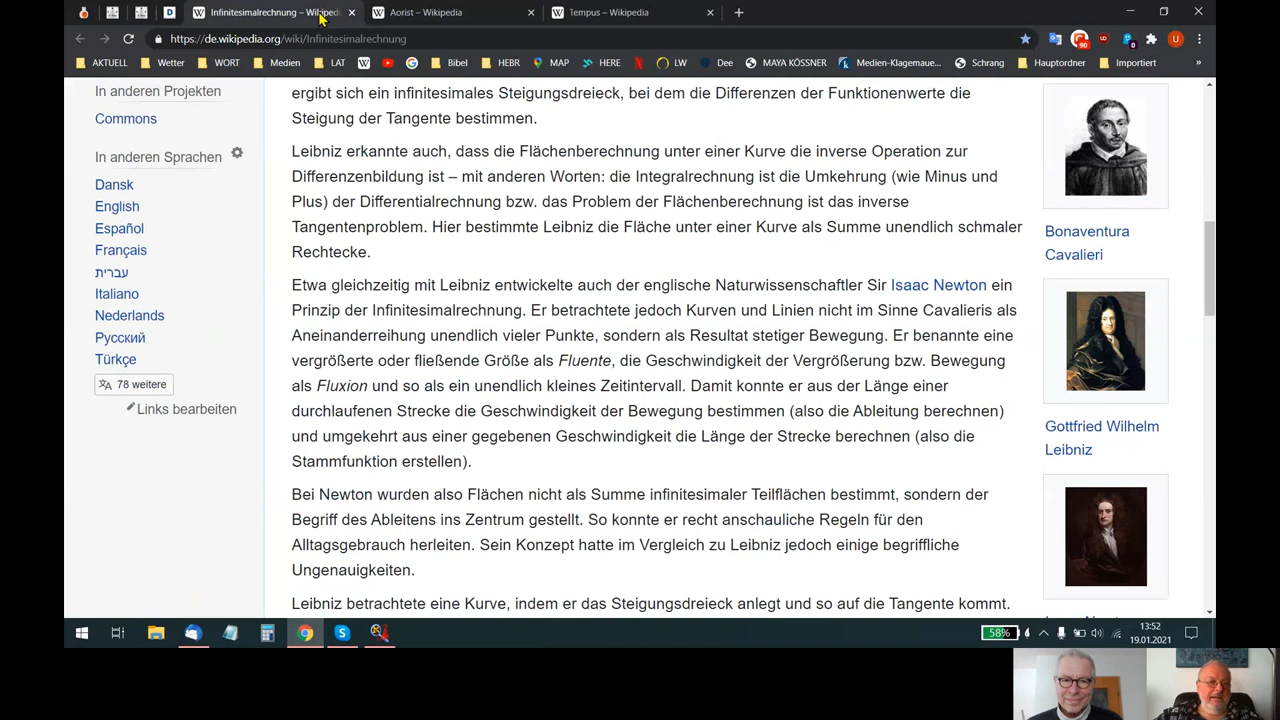 Infinitesimalrechnung – Wikipedi
Aorist – Wikipedia
Tempus – Wikipedia
https://de.wikipedia.org/wiki/Infinitesimalrechnung
90
0
U
AKTUELL
Wetter
WORT
Medien
LAT
Bibel
HEBR
MAP
HERE
LW
Dee
MAYA KÖSSNER
Medien-Klagemaue...
Schrang
Hauptordner
Importiert
»
In anderen Projekten
Commons
In anderen Sprachen
Dansk
English
Español
Français
עברית
Italiano
Nederlands
Русский
Türkçe
78 weitere
Links bearbeiten
ergibt sich ein infinitesimales Steigungsdreieck, bei dem die Differenzen der Funktionenwerte die
Steigung der Tangente bestimmen.
Leibniz erkannte auch, dass die Flächenberechnung unter einer Kurve die inverse Operation zur
Differenzenbildung ist – mit anderen Worten: die Integralrechnung ist die Umkehrung (wie Minus und
Plus) der Differentialrechnung bzw. das Problem der Flächenberechnung ist das inverse
Tangentenproblem. Hier bestimmte Leibniz die Fläche unter einer Kurve als Summe unendlich schmaler
Rechtecke.
Etwa gleichzeitig mit Leibniz entwickelte auch der englische Naturwissenschaftler Sir Isaac Newton ein
Prinzip der Infinitesimalrechnung. Er betrachtete jedoch Kurven und Linien nicht im Sinne Cavalieris als
Aneinanderreihung unendlich vieler Punkte, sondern als Resultat stetiger Bewegung. Er benannte eine
vergrößerte oder fließende Größe als Fluente, die Geschwindigkeit der Vergrößerung bzw. Bewegung
als Fluxion und so als ein unendlich kleines Zeitintervall. Damit konnte er aus der Länge einer
durchlaufenen Strecke die Geschwindigkeit der Bewegung bestimmen (also die Ableitung berechnen)
und umgekehrt aus einer gegebenen Geschwindigkeit die Länge der Strecke berechnen (also die
Stammfunktion erstellen).
Bei Newton wurden also Flächen nicht als Summe infinitesimaler Teilflächen bestimmt, sondern der
Begriff des Ableitens ins Zentrum gestellt. So konnte er recht anschauliche Regeln für den
Alltagsgebrauch herleiten. Sein Konzept hatte im Vergleich zu Leibniz jedoch einige begriffliche
Ungenauigkeiten.
Leibniz betrachtete eine Kurve, indem er das Steigungsdreieck anlegt und so auf die Tangente kommt.
Bonaventura
Cavalieri
Gottfried Wilhelm
Leibniz
58%
13:52
19.01.2021